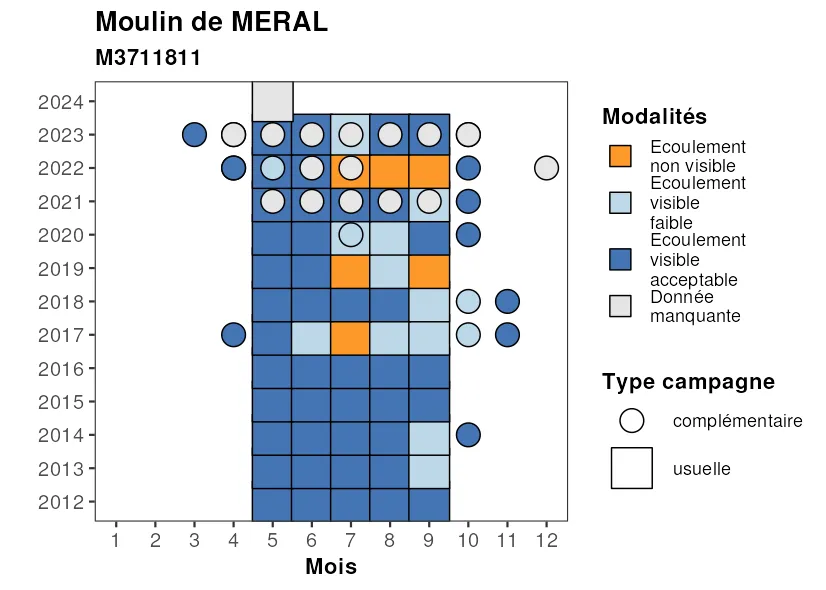 Moulin de MERAL
M3711811
2024
2023
2022
2021
2020
2019
2018
2017
2016
2015
2014
2013
2012
1 2 3 4 5 6 7 8 9 10 11 12
Mois
Modalités
Ecoulement
non visible
Ecoulement
visible
faible
Ecoulement
visible
acceptable
Donnée
manquante
Type campagne
complémentaire
usuelle